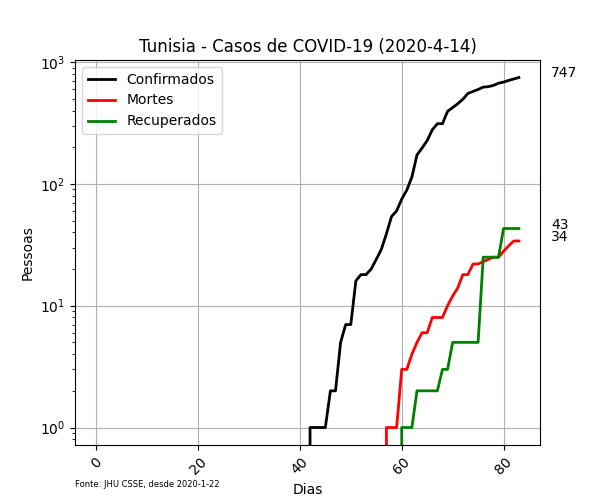 Tunisia - Casos de COVID-19 (2020-4-14)
Confirmados
Mortes
Recuperados
10³
10²
10¹
10⁰
Pessoas
747
43
34
0
20
40
60
80
Dias
Fonte: JHU CSSE, desde 2020-1-22